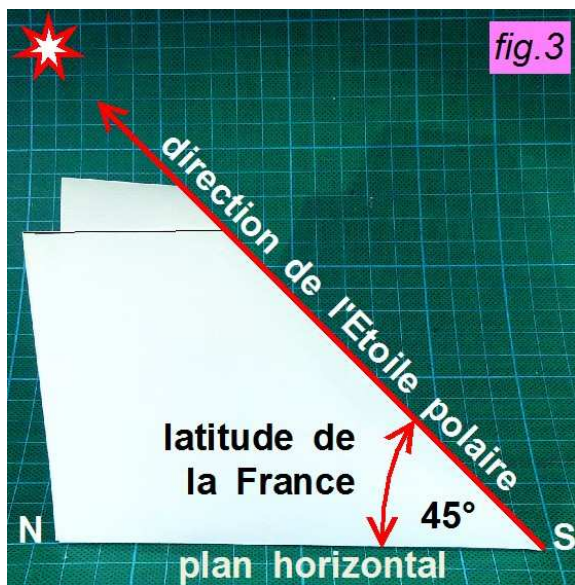 fig.3
direction de l'Etoile polaire
latitude de
la France
45°
N
S
plan horizontal